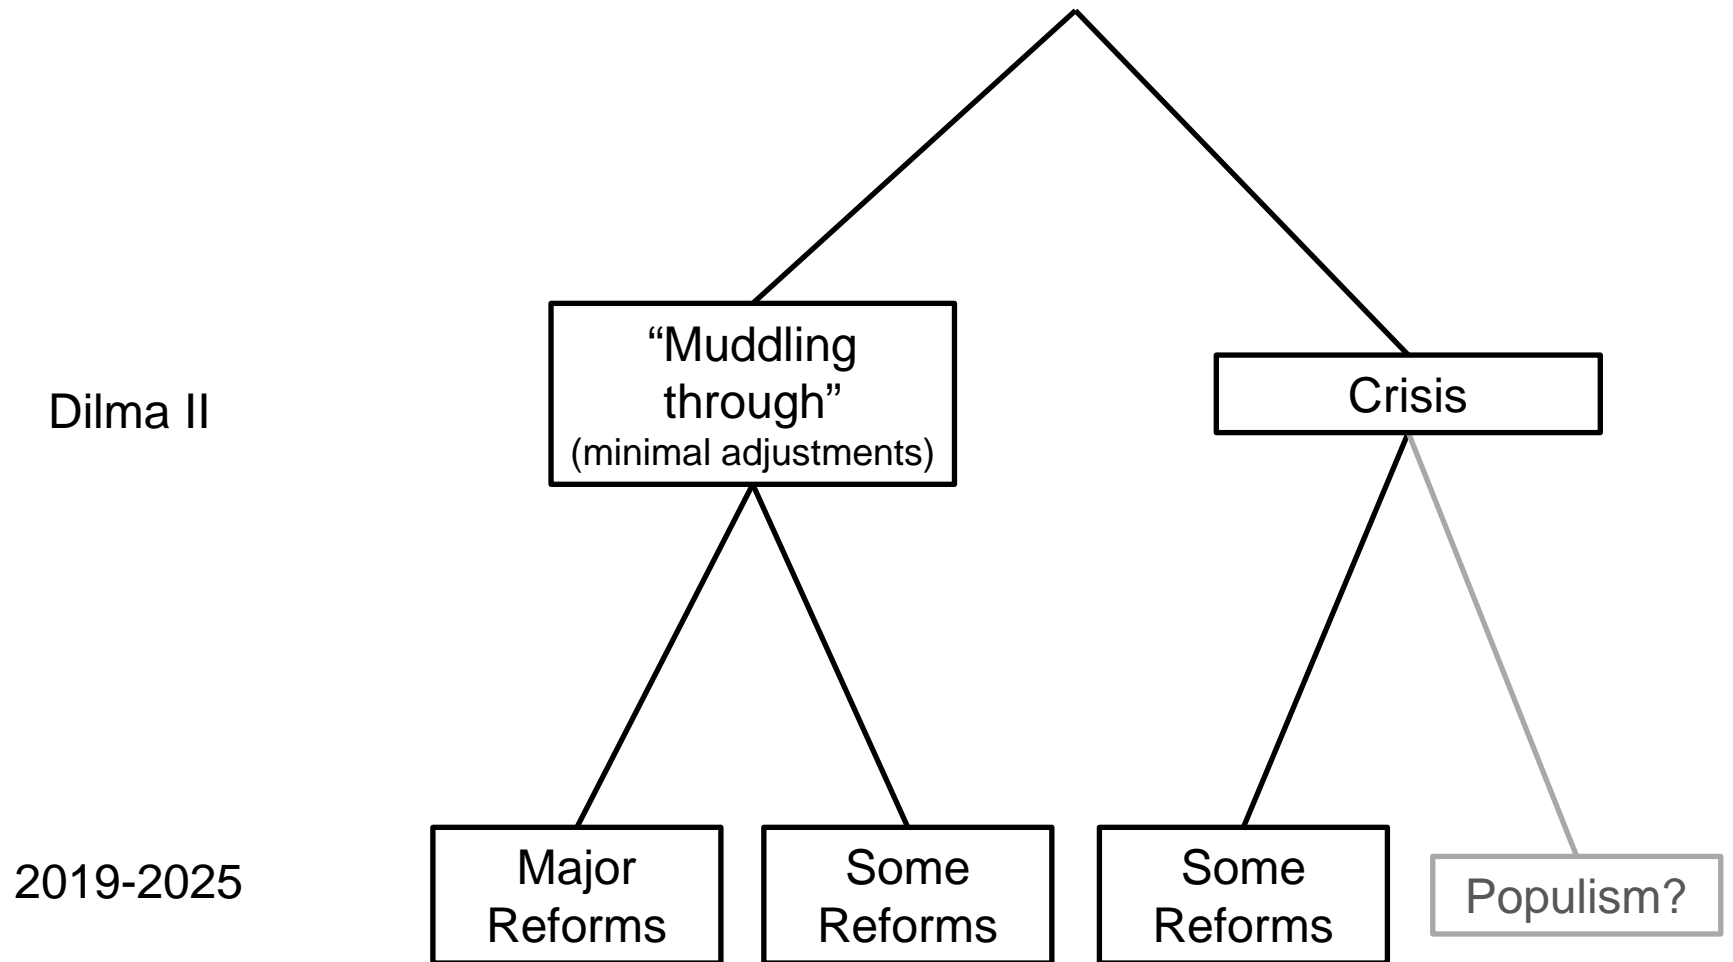 “Muddling
through”
(minimal adjustments)
Dilma II
Crisis
2019-2025
Major
Reforms
Some
Reforms
Some
Reforms
Populism?